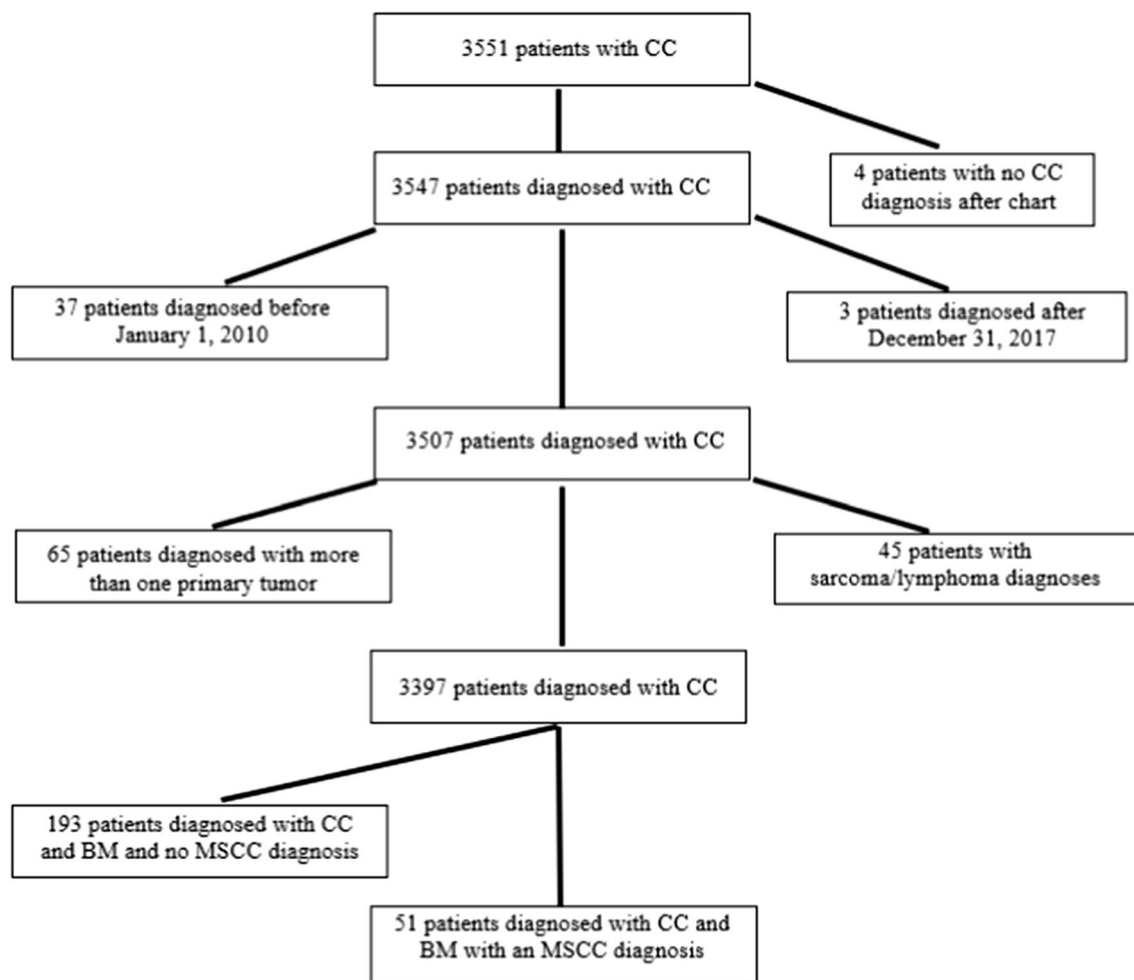 3551 patients with CC
4 patients with no CC
diagnosis after chart
3547 patients diagnosed with CC
37 patients diagnosed before
January 1, 2010
3 patients diagnosed after
December 31, 2017
3507 patients diagnosed with CC
65 patients diagnosed with more
than one primary tumor
45 patients with
sarcoma/lymphoma diagnoses
3397 patients diagnosed with CC
193 patients diagnosed with CC
and BM and no MSCC diagnosis
51 patients diagnosed with CC and
BM with an MSCC diagnosis